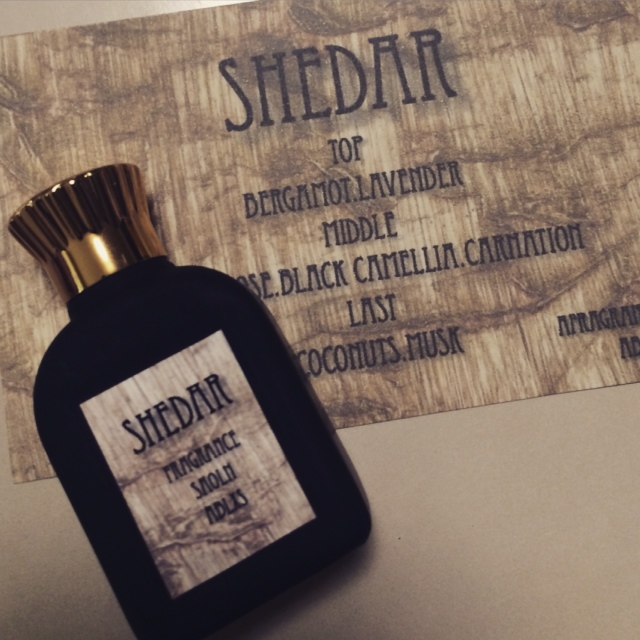 SHEDAR
TOP
BERGAMOT.LAVENDER
MIDDLE
OSE.BLACK CAMELLIA.CARNATION
LAST
COCONUTS.MUSK
SHEDAR
FRAGRANCE